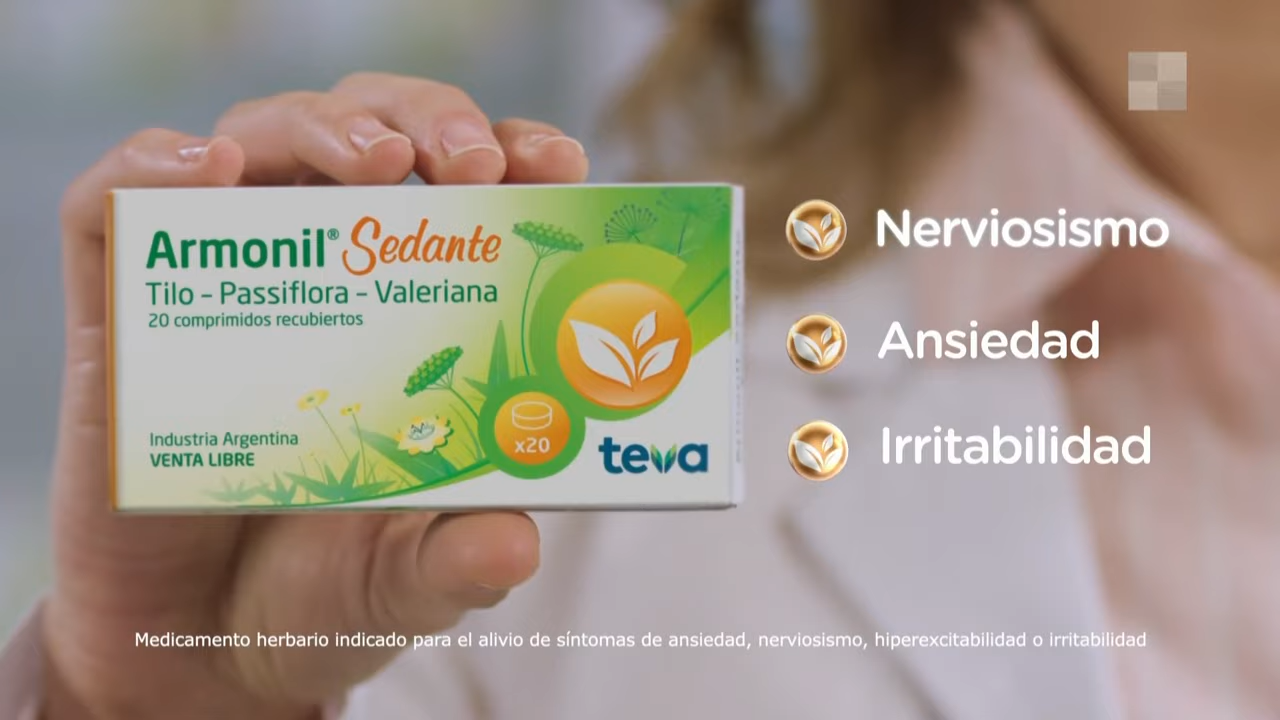 Armonil® Sedante
Tilo - Passiflora - Valeriana
20 comprimidos recubiertos
Industria Argentina
VENTA LIBRE
x20
teva
Nerviosismo
Ansiedad
Irritabilidad
Medicamento herbario indicado para el alivio de síntomas de ansiedad, nerviosismo, hiperexcitabilidad o irritabilidad